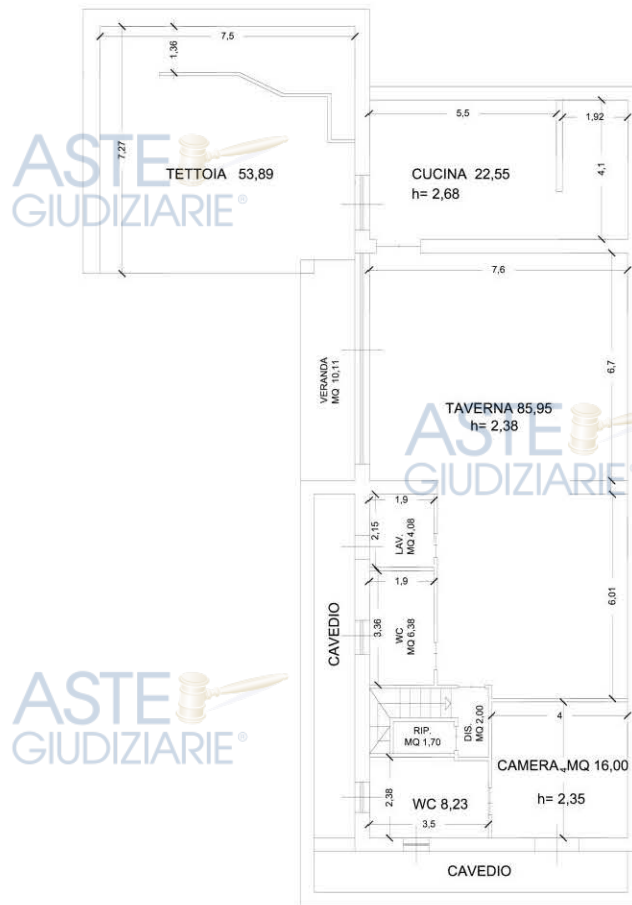 7,5
1,36
7,27
TETTOIA 53,89
5,5
1,92
4,1
CUCINA 22,55
h= 2,68
7,6
6,7
VERANDA
MQ 10,11
TAVERNA 85,95
h= 2,38
1,9
2,15
LAV.
MQ 4,08
1,9
3,36
WC
MQ 6,38
6,01
CAVEDIO
RIP.
MQ 1,70
DIS.
MQ 2,00
4
4
CAMERA MQ 16,00
h= 2,35
2,38
WC 8,23
3,5
CAVEDIO
ASTE
GIUDIZIARIE®
ASTE
GIUDIZIARIE
ASTE
GIUDIZIARIE®